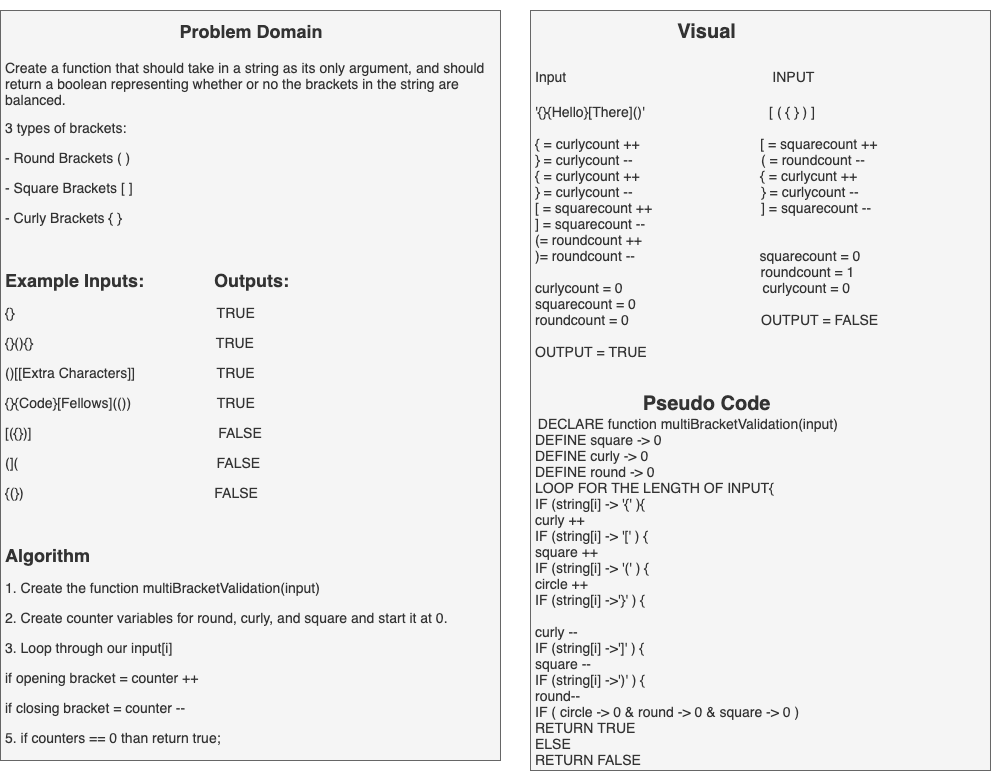 Problem Domain
Create a function that should take in a string as its only argument, and should
return a boolean representing whether or no the brackets in the string are
balanced.
3 types of brackets:
- Round Brackets ( )
- Square Brackets [ ]
- Curly Brackets { }
Example Inputs: Outputs:
{} TRUE
{}(){} TRUE
()[[Extra Characters]] TRUE
{}{Code}[Fellows](()) TRUE
[({})] FALSE
(]( FALSE
{(}) FALSE
Algorithm
1. Create the function multiBracketValidation(input)
2. Create counter variables for round, curly, and square and start it at 0.
3. Loop through our input[i]
if opening bracket = counter ++
if closing bracket = counter --
5. if counters == 0 than return true;
Visual
Input
'{}{Hello}[There]()'
{ = curlycount ++
} = curlycount --
{ = curlycount ++
} = curlycount --
[ = squarecount ++
] = squarecount --
(= roundcount ++
)= roundcount --
curlycount = 0
squarecount = 0
roundcount = 0
OUTPUT = TRUE
INPUT
[ ( { } ) ]
[ = squarecount ++
( = roundcount --
{ = curlycunt ++
} = curlycount --
] = squarecount --
squarecount = 0
roundcount = 1
curlycount = 0
OUTPUT = FALSE
Pseudo Code
DECLARE function multiBracketValidation(input)
DEFINE square -> 0
DEFINE curly -> 0
DEFINE round -> 0
LOOP FOR THE LENGTH OF INPUT{
IF (string[i] -> '{' ){
curly ++
IF (string[i] -> '[' ) {
square ++
IF (string[i] -> '(' ) {
circle ++
IF (string[i] ->'}' ) {
curly --
IF (string[i] ->']' ) {
square --
IF (string[i] ->')' ) {
round--
IF ( circle -> 0 & round -> 0 & square -> 0 )
RETURN TRUE
ELSE
RETURN FALSE